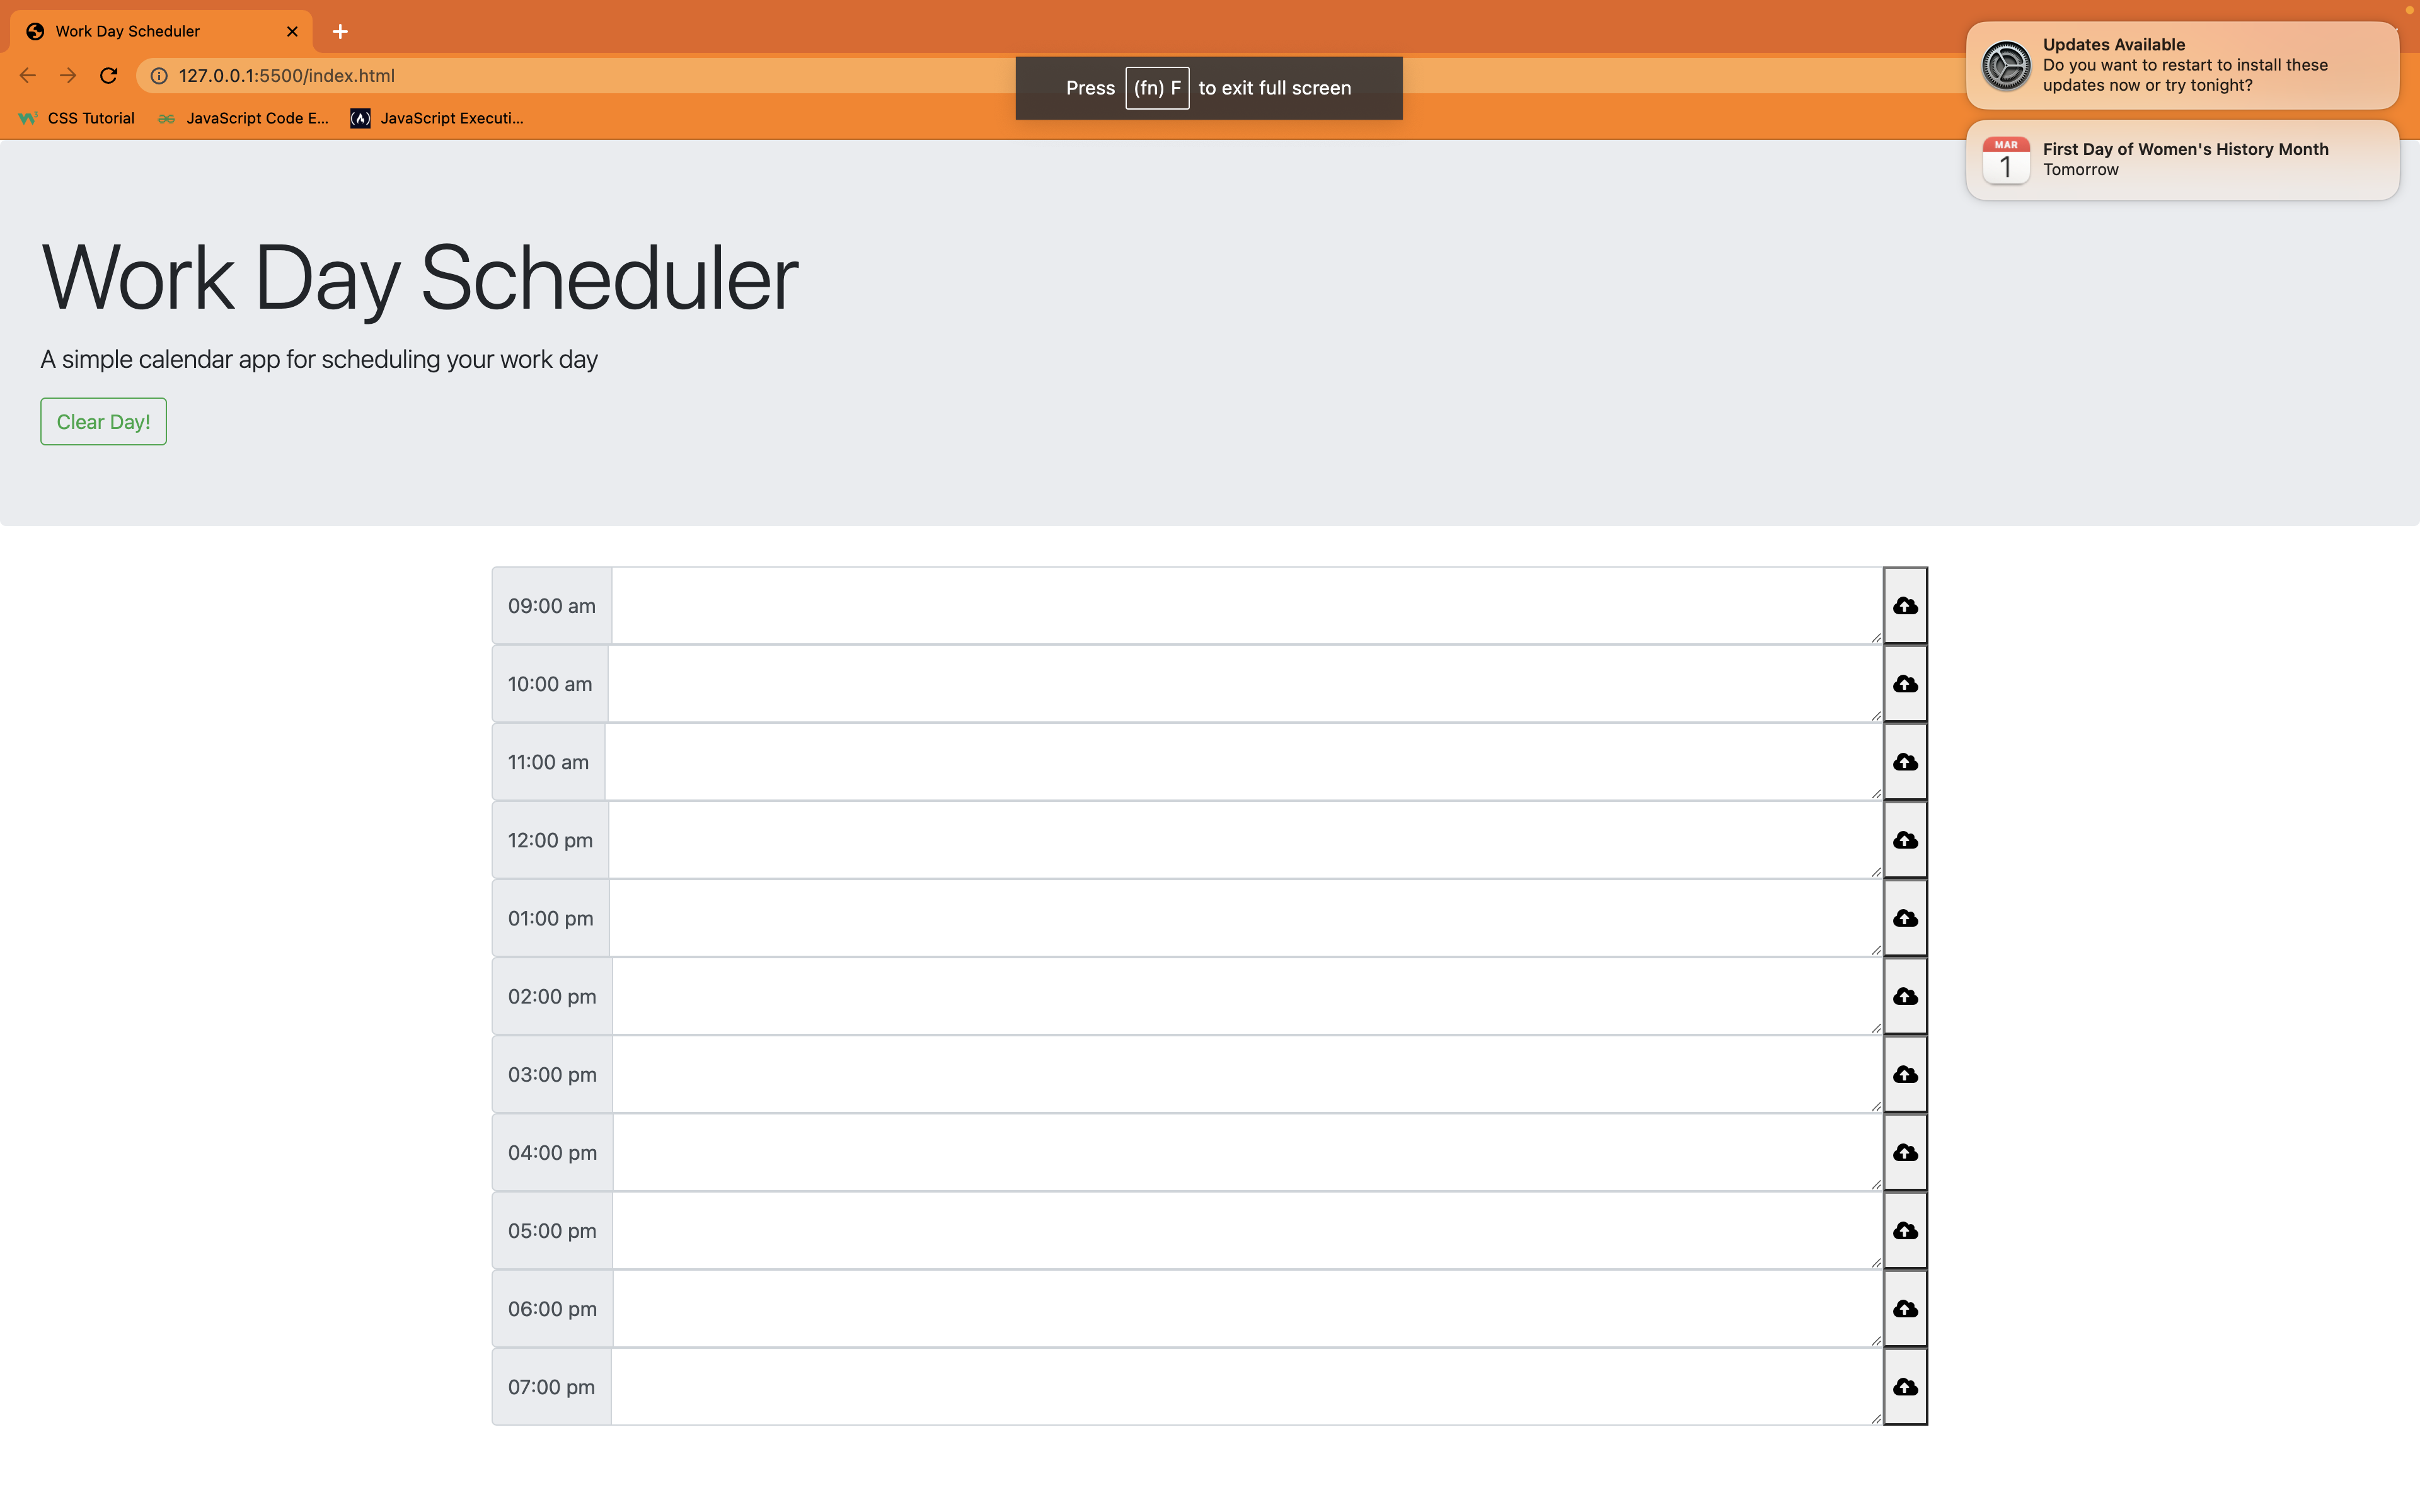 Work Day Scheduler
127.0.0.1:5500/index.html
CSS Tutorial
JavaScript Code E...
JavaScript Executi...
Press (fn) F to exit full screen
Updates Available
Do you want to restart to install these
updates now or try tonight?
MAR
1
First Day of Women's History Month
Tomorrow
Work Day Scheduler
A simple calendar app for scheduling your work day
Clear Day!
09:00 am
10:00 am
11:00 am
12:00 pm
01:00 pm
02:00 pm
03:00 pm
04:00 pm
05:00 pm
06:00 pm
07:00 pm